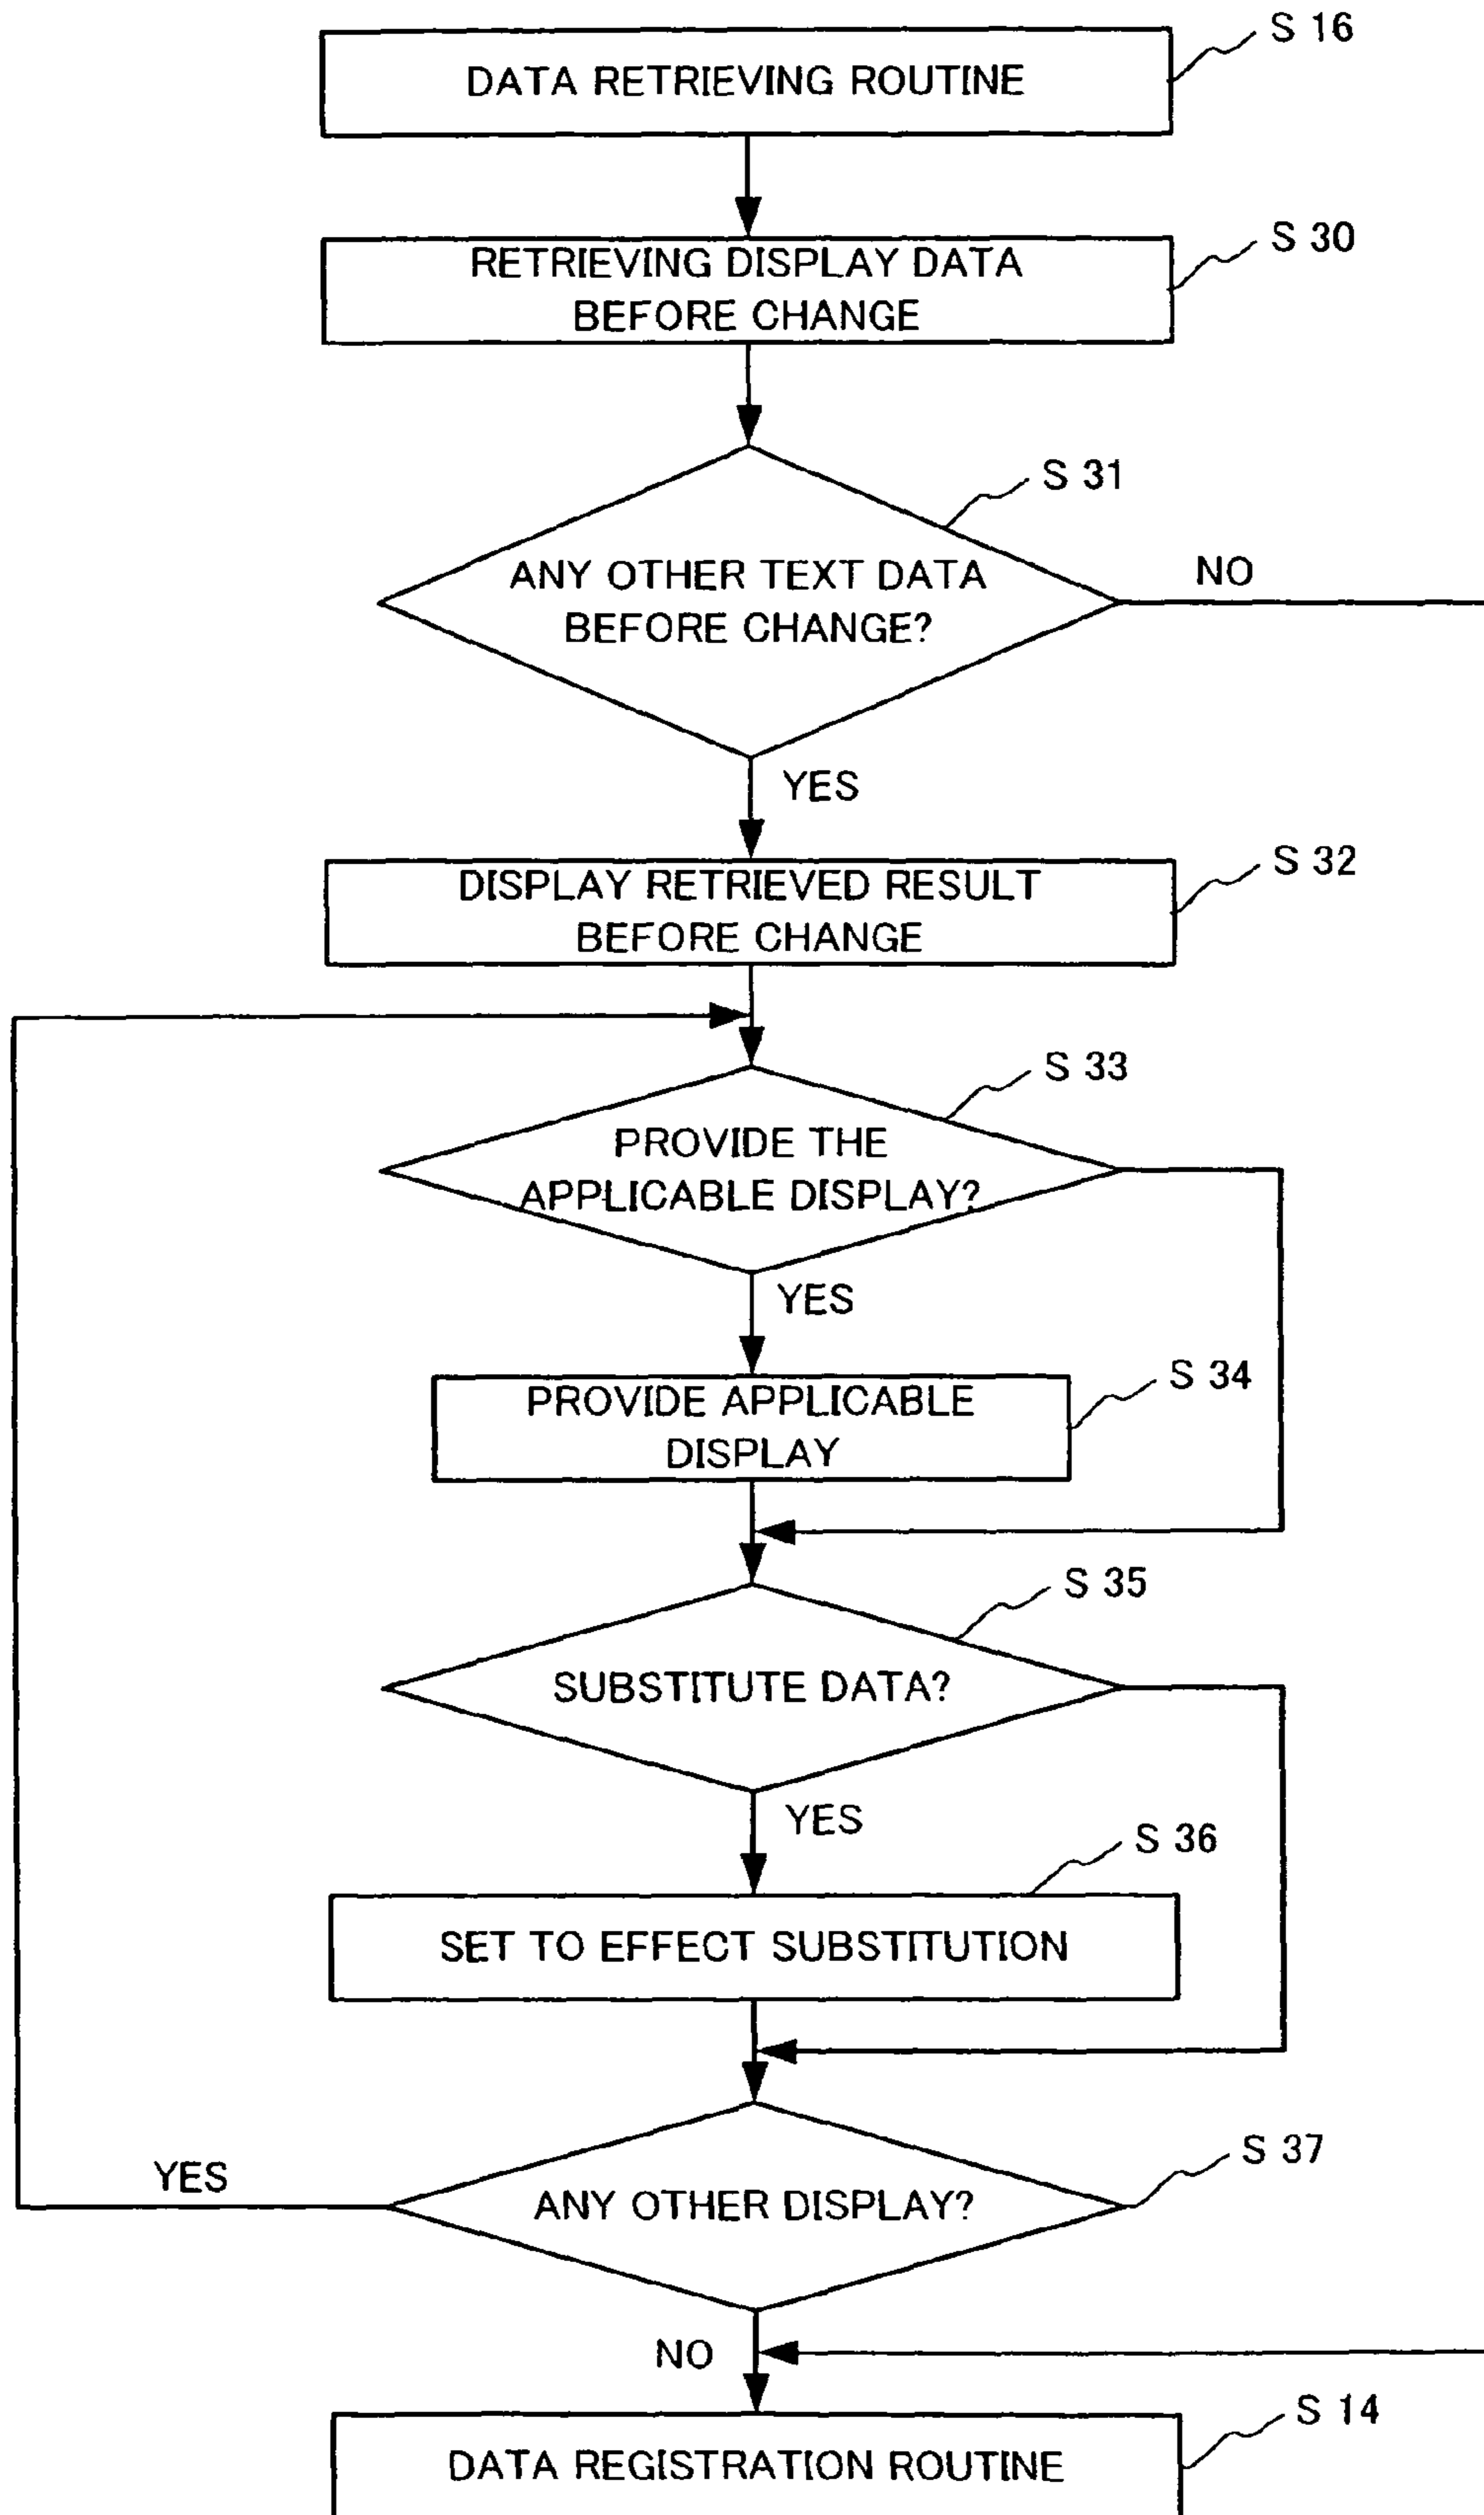 S 16
DATA RETRIEVING ROUTINE
S 30
RETRIEVING DISPLAY DATA
BEFORE CHANGE
S 31
ANY OTHER TEXT DATA
BEFORE CHANGE?
NO
YES
S 32
DISPLAY RETRIEVED RESULT
BEFORE CHANGE
S 33
PROVIDE THE
APPLICABLE DISPLAY?
YES
S 34
PROVIDE APPLICABLE
DISPLAY
S 35
SUBSTITUTE DATA?
YES
S 36
SET TO EFFECT SUBSTITUTION
S 37
YES
ANY OTHER DISPLAY?
NO
S 14
DATA REGISTRATION ROUTINE